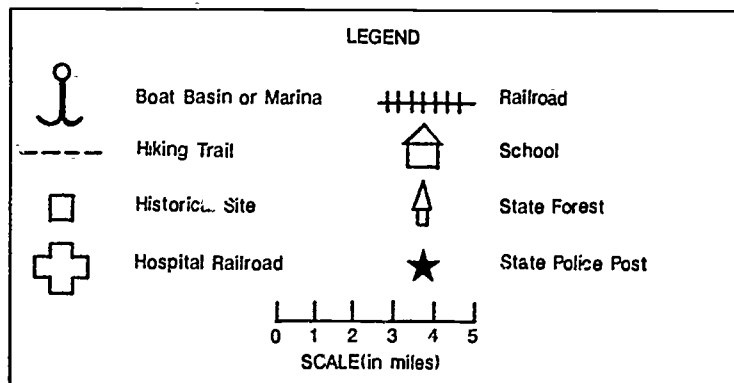 LEGEND
Boat Basin or Marina
Railroad
Hiking Trail
School
Site
State Forest
Hospital Railroad
State Police Post
0 1 2 3 4 5
SCALE(in miles)